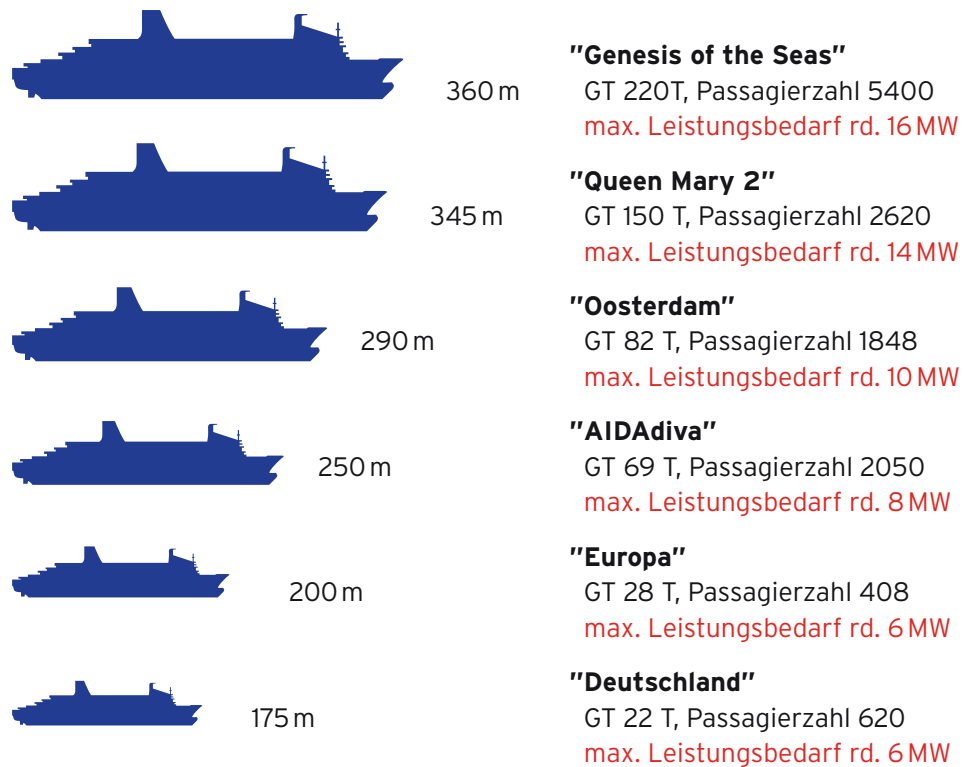 360 m
"Genesis of the Seas"
GT 220T, Passagierzahl 5400
max. Leistungsbedarf rd. 16 MW
345 m
"Queen Mary 2"
GT 150 T, Passagierzahl 2620
max. Leistungsbedarf rd. 14 MW
290 m
"Oosterdam"
GT 82 T, Passagierzahl 1848
max. Leistungsbedarf rd. 10 MW
250 m
"AIDAdiva"
GT 69 T, Passagierzahl 2050
max. Leistungsbedarf rd. 8 MW
200 m
"Europa"
GT 28 T, Passagierzahl 408
max. Leistungsbedarf rd. 6 MW
175 m
"Deutschland"
GT 22 T, Passagierzahl 620
max. Leistungsbedarf rd. 6 MW